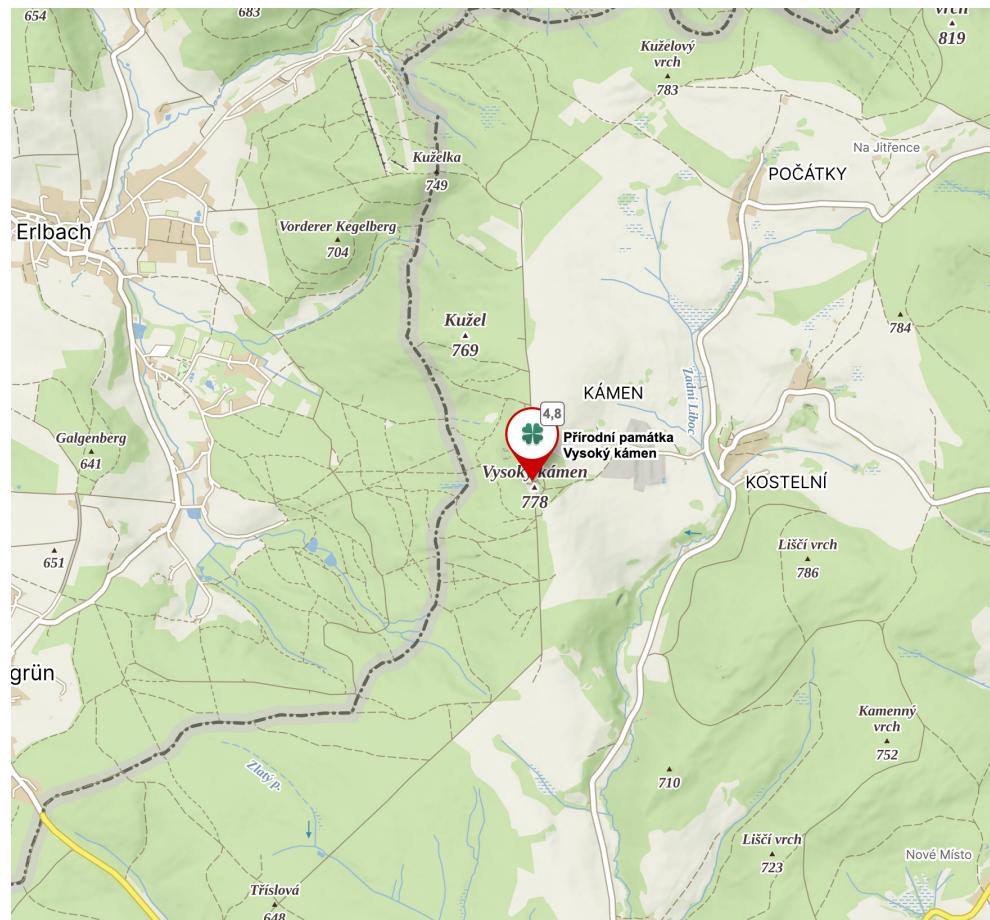 654
683
vrch
819
Kuželový
vrch
783
Na Jitřence
Kuželka
749
POČÁTKY
Vorderer Kegelberg
704
Erlbach
Kužel
769
784
Zadní Liboc
KÁMEN
4,8
Přírodní památka
Vysoký kámen
Galgenberg
641
Vysoký kámen
778
KOSTELNÍ
651
Liščí vrch
786
grün
Kamenný
vrch
752
Zlatý p.
710
Liščí vrch
723
Nové Místo
Tříslová
648